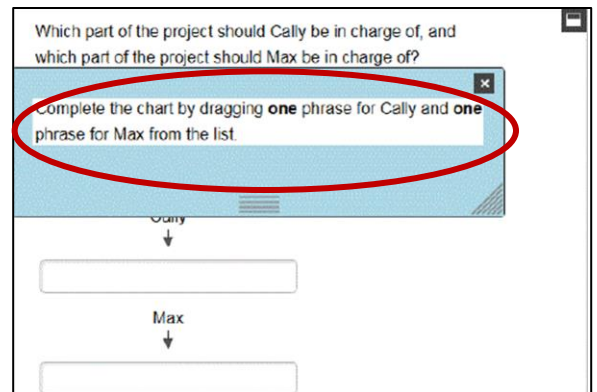 Which part of the project should Cally be in charge of, and
which part of the project should Max be in charge of?
Complete the chart by dragging one phrase for Cally and one
phrase for Max from the list.
Cally
Max